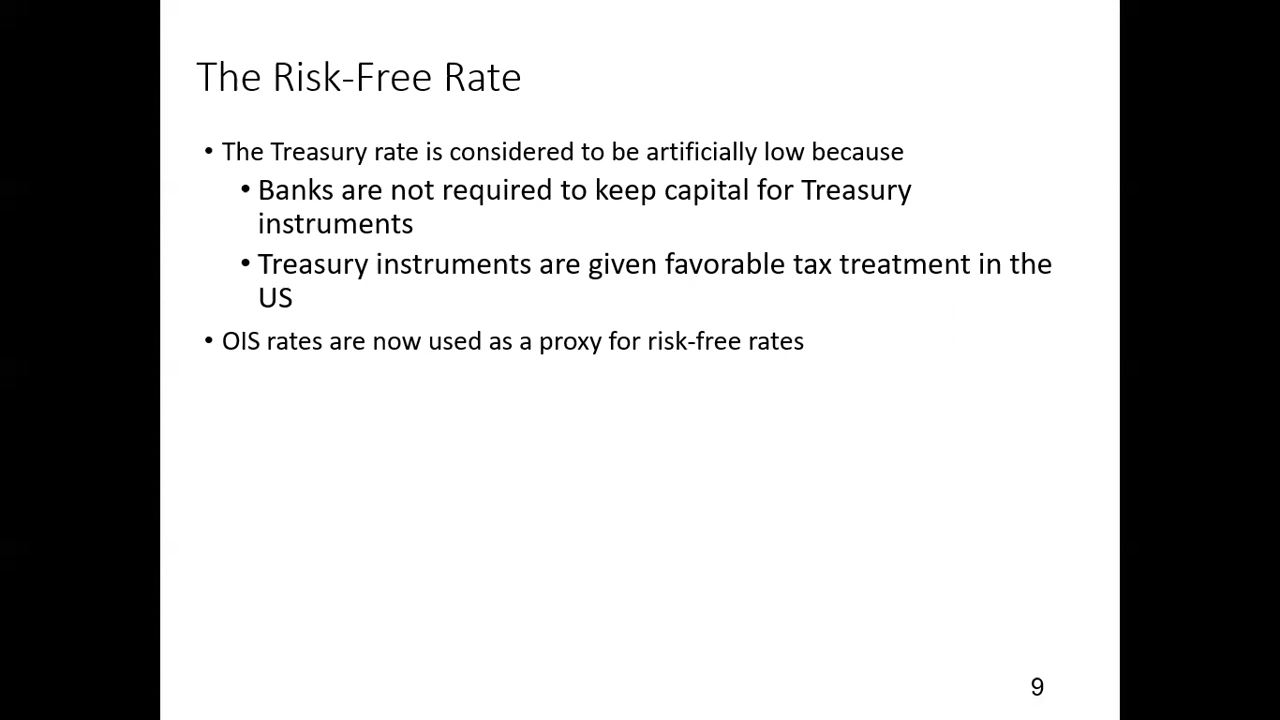 The Risk-Free Rate
• The Treasury rate is considered to be artificially low because
• Banks are not required to keep capital for Treasury
instruments
• Treasury instruments are given favorable tax treatment in the
US
• OIS rates are now used as a proxy for risk-free rates
9